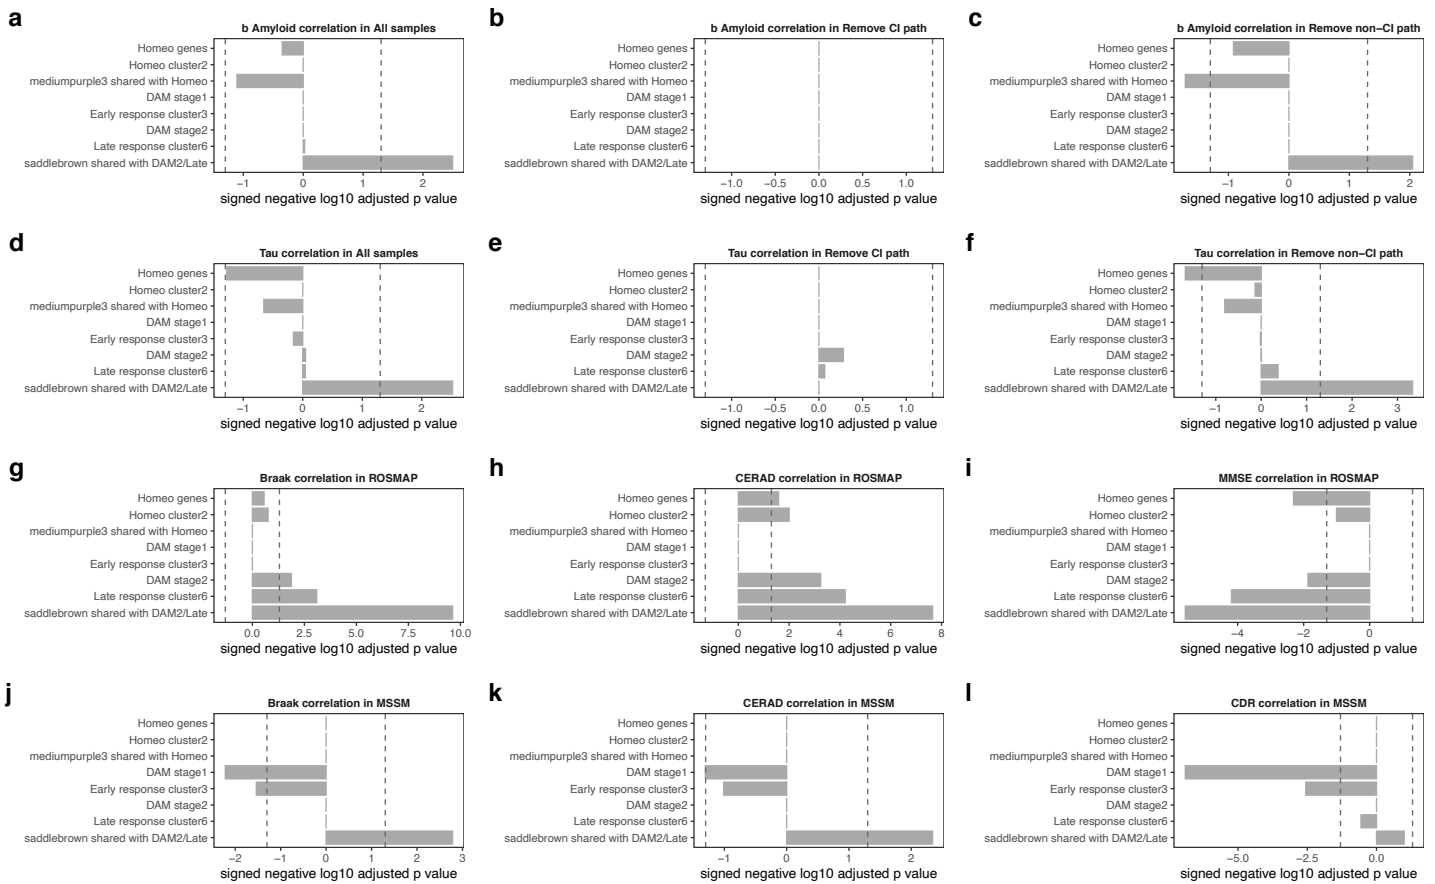 a
b Amyloid correlation in All samples
Homeo genes
Homeo cluster2
mediumpurple3 shared with Homeo
DAM stage1
Early response cluster3
DAM stage2
Late response cluster6
saddlebrown shared with DAM2/Late
−1 0 1 2
signed negative log10 adjusted p value
b
b Amyloid correlation in Remove CI path
Homeo genes
Homeo cluster2
mediumpurple3 shared with Homeo
DAM stage1
Early response cluster3
DAM stage2
Late response cluster6
saddlebrown shared with DAM2/Late
−1.0 −0.5 0.0 0.5 1.0
signed negative log10 adjusted p value
c
b Amyloid correlation in Remove non−CI path
Homeo genes
Homeo cluster2
mediumpurple3 shared with Homeo
DAM stage1
Early response cluster3
DAM stage2
Late response cluster6
saddlebrown shared with DAM2/Late
−1 0 1 2
signed negative log10 adjusted p value
d
Tau correlation in All samples
Homeo genes
Homeo cluster2
mediumpurple3 shared with Homeo
DAM stage1
Early response cluster3
DAM stage2
Late response cluster6
saddlebrown shared with DAM2/Late
−1 0 1 2
signed negative log10 adjusted p value
e
Tau correlation in Remove CI path
Homeo genes
Homeo cluster2
mediumpurple3 shared with Homeo
DAM stage1
Early response cluster3
DAM stage2
Late response cluster6
saddlebrown shared with DAM2/Late
−1.0 −0.5 0.0 0.5 1.0
signed negative log10 adjusted p value
f
Tau correlation in Remove non−CI path
Homeo genes
Homeo cluster2
mediumpurple3 shared with Homeo
DAM stage1
Early response cluster3
DAM stage2
Late response cluster6
saddlebrown shared with DAM2/Late
−1 0 1 2 3
signed negative log10 adjusted p value
g
Braak correlation in ROSMAP
Homeo genes
Homeo cluster2
mediumpurple3 shared with Homeo
DAM stage1
Early response cluster3
DAM stage2
Late response cluster6
saddlebrown shared with DAM2/Late
0.0 2.5 5.0 7.5 10.0
signed negative log10 adjusted p value
h
CERAD correlation in ROSMAP
Homeo genes
Homeo cluster2
mediumpurple3 shared with Homeo
DAM stage1
Early response cluster3
DAM stage2
Late response cluster6
saddlebrown shared with DAM2/Late
0 2 4 6 8
signed negative log10 adjusted p value
i
MMSE correlation in ROSMAP
Homeo genes
Homeo cluster2
mediumpurple3 shared with Homeo
DAM stage1
Early response cluster3
DAM stage2
Late response cluster6
saddlebrown shared with DAM2/Late
−4 −2 0
signed negative log10 adjusted p value
j
Braak correlation in MSSM
Homeo genes
Homeo cluster2
mediumpurple3 shared with Homeo
DAM stage1
Early response cluster3
DAM stage2
Late response cluster6
saddlebrown shared with DAM2/Late
−2 −1 0 1 2 3
signed negative log10 adjusted p value
k
CERAD correlation in MSSM
Homeo genes
Homeo cluster2
mediumpurple3 shared with Homeo
DAM stage1
Early response cluster3
DAM stage2
Late response cluster6
saddlebrown shared with DAM2/Late
−1 0 1 2
signed negative log10 adjusted p value
l
CDR correlation in MSSM
Homeo genes
Homeo cluster2
mediumpurple3 shared with Homeo
DAM stage1
Early response cluster3
DAM stage2
Late response cluster6
saddlebrown shared with DAM2/Late
−5.0 −2.5 0.0
signed negative log10 adjusted p value